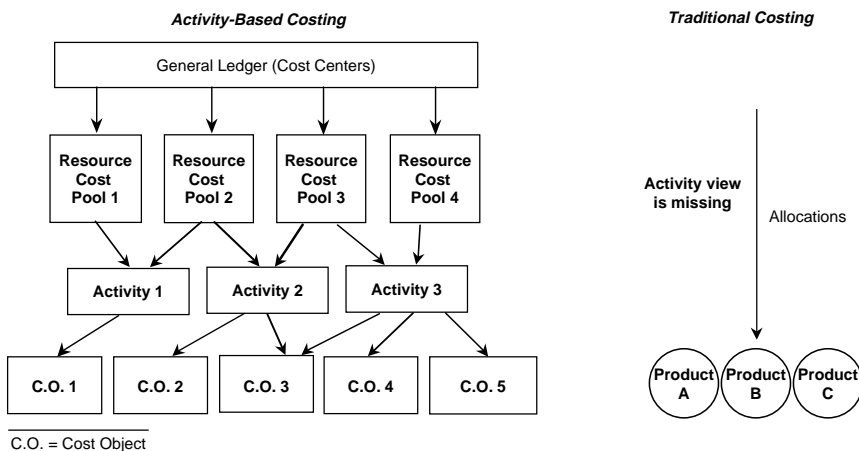 Activity-Based Costing
General Ledger (Cost Centers)
Resource
Cost
Pool 1
Resource
Cost
Pool 2
Resource
Cost
Pool 3
Resource
Cost
Pool 4
Activity 1
Activity 2
Activity 3
C.O. 1
C.O. 2
C.O. 3
C.O. 4
C.O. 5
C.O. = Cost Object
Traditional Costing
Activity view
is missing
Allocations
Product
A
Product
B
Product
C